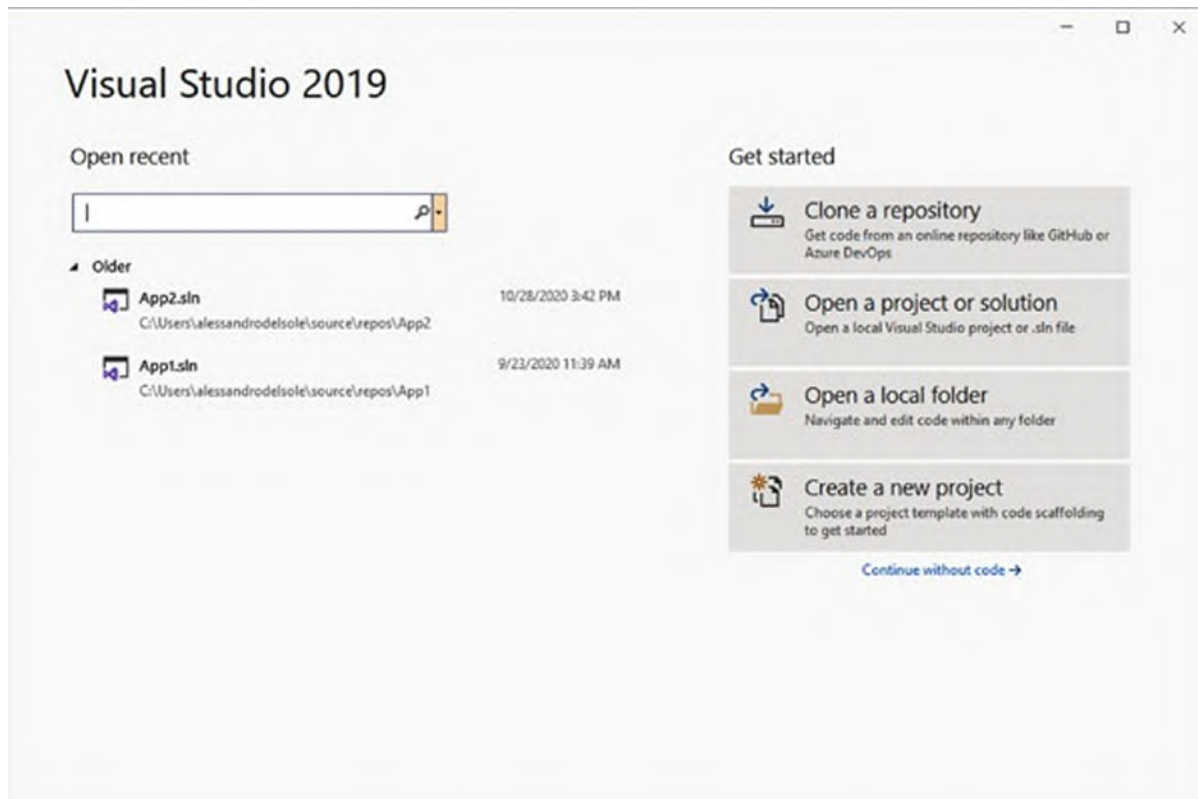 Visual Studio 2019
Open recent
Older
App2.sln
10/28/2020 3:42 PM
C:\Users\alessandrodelsole\source\repos\App2
App1.sln
9/23/2020 11:39 AM
C:\Users\alessandrodelsole\source\repos\App1
Get started
Clone a repository
Get code from an online repository like GitHub or
Azure DevOps
Open a project or solution
Open a local Visual Studio project or .sln file
Open a local folder
Navigate and edit code within any folder
Create a new project
Choose a project template with code scaffolding
to get started
Continue without code →